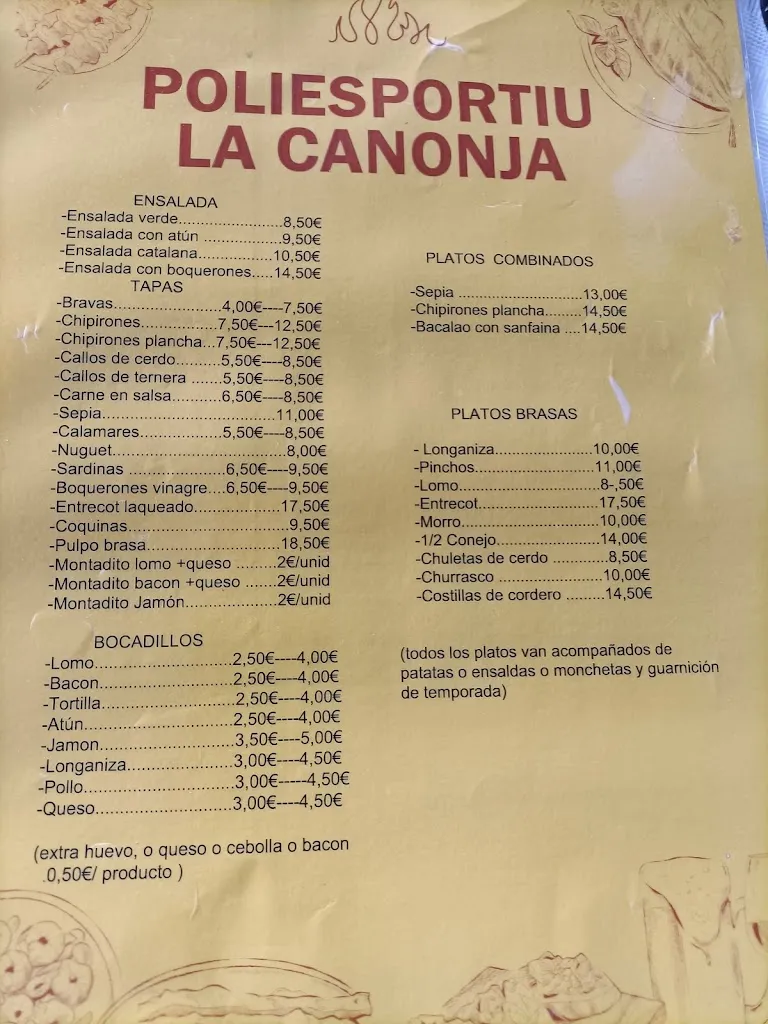 POLIESPORTIU
LA CANONJA
ENSALADA
-Ensalada verde........................8,50€
-Ensalada con atún ..................9,50€
-Ensalada catalana.................10,50€
-Ensalada con boquerones.....14,50€
TAPAS
-Bravas.........................4,00€----7,50€
-Chipirones..................7,50€---12,50€
-Chipirones plancha...7,50€---12,50€
-Callos de cerdo..........5,50€----8,50€
-Callos de ternera .......5,50€----8,50€
-Carne en salsa...........6,50€----8,50€
-Sepia.......................................11,00€
-Calamares...................5,50€----8,50€
-Nuguet.......................................8,00€
-Sardinas ......................6,50€----9,50€
-Boquerones vinagre....6,50€----9,50€
-Entrecot laqueado....................17,50€
-Coquinas....................................9,50€
-Pulpo brasa...............................18,50€
-Montadito lomo +queso .........2€/unid
-Montadito bacon +queso .......2€/unid
-Montadito Jamón.....................2€/unid
BOCADILLOS
-Lomo...............................2,50€----4,00€
-Bacon..............................2,50€----4,00€
-Tortilla..............................2,50€----4,00€
-Atún..................................2,50€----4,00€
-Jamon..............................3,50€----5,00€
-Longaniza........................3,00€----4,50€
-Pollo..................................3,00€-----4,50€
-Queso...............................3,00€----4,50€
(extra huevo, o queso o cebolla o bacon
.0,50€/ producto )
PLATOS COMBINADOS
-Sepia ............................13,00€
-Chipirones plancha.........14,50€
-Bacalao con sanfaina ....14,50€
PLATOS BRASAS
- Longaniza......................10,00€
-Pinchos...........................11,00€
-Lomo................................8-,50€
-Entrecot...........................17,50€
-Morro...............................10,00€
-1/2 Conejo.......................14,00€
-Chuletas de cerdo ............8,50€
-Churrasco .......................10,00€
-Costillas de cordero .........14,50€
(todos los platos van acompañados de
patatas o ensaldas o monchetas y guarnición
de temporada)